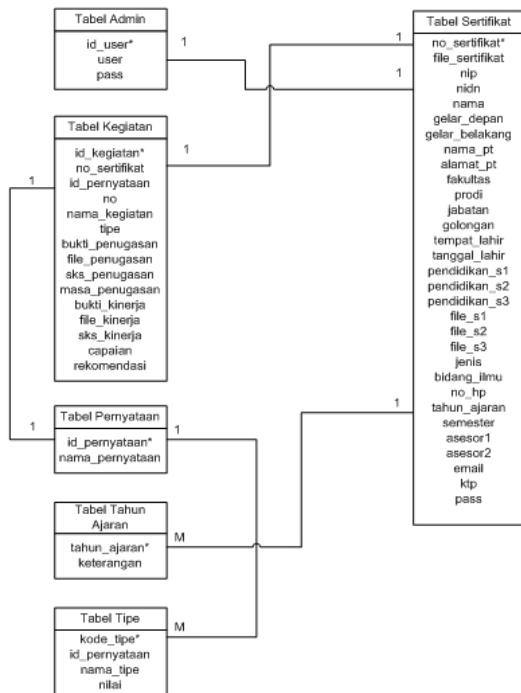 Tabel Admin
id_user*
user
pass
1
1
Tabel Kegiatan
id_kegiatan*
no_sertifikat
id_pernyataan
no
nama_kegiatan
tipe
bukti_penugasan
file_penugasan
sks_penugasan
masa_penugasan
bukti_kinerja
file_kinerja
sks_kinerja
capaian
rekomendasi
1
1
Tabel Pernyataan
id_pernyataan*
nama_pernyataan
1
1
Tabel Tahun
Ajaran
tahun_ajaran*
keterangan
M
Tabel Tipe
kode_tipe*
id_pernyataan
nama_tipe
nilai
M
Tabel Sertifikat
no_sertifikat*
file_sertifikat
nip
nidn
nama
gelar_depan
gelar_belakang
nama_pt
alamat_pt
fakultas
prodi
jabatan
golongan
tempat_lahir
tanggal_lahir
pendidikan_s1
pendidikan_s2
pendidikan_s3
file_s1
file_s2
file_s3
jenis
bidang_ilmu
no_hp
tahun_ajaran
semester
asesor1
asesor2
email
ktp
pass
1
1